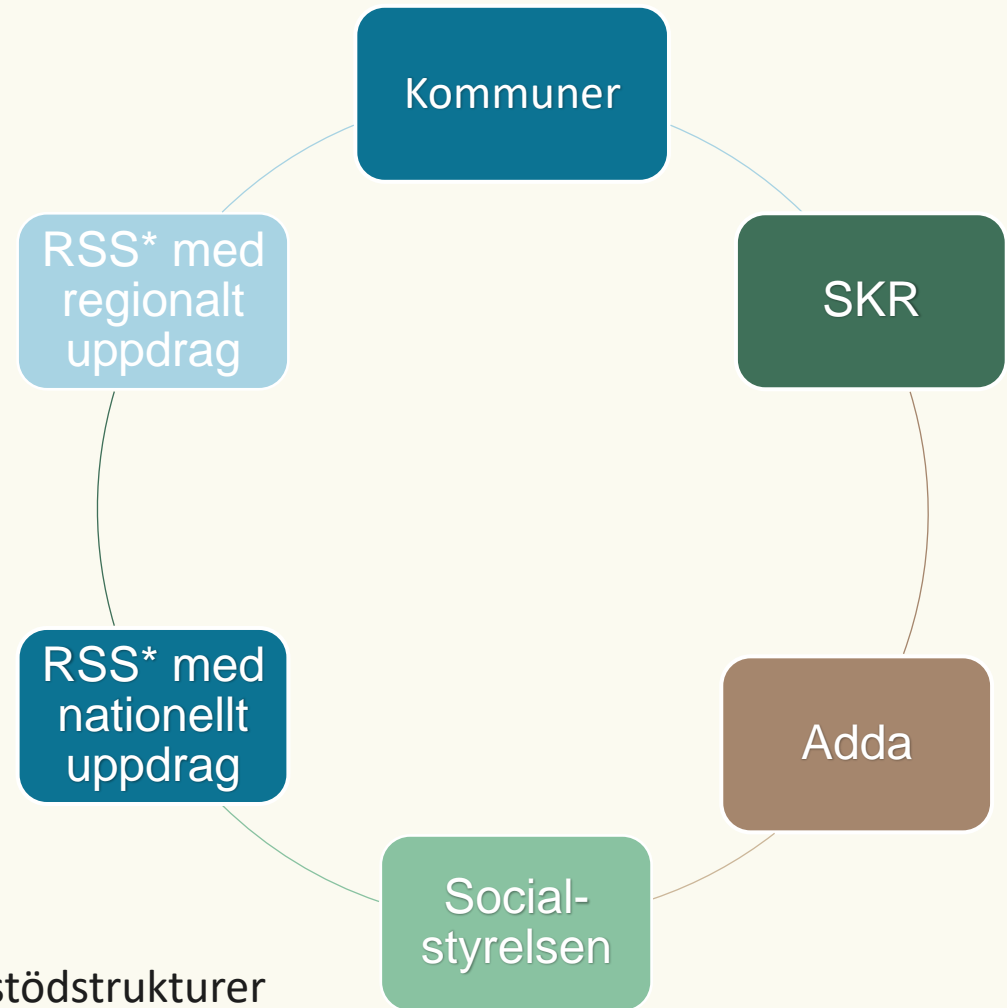 Kommuner
RSS* med
regionalt
uppdrag
SKR
RSS* med
nationellt
uppdrag
Adda
Social-
styrelsen
stödstrukturer